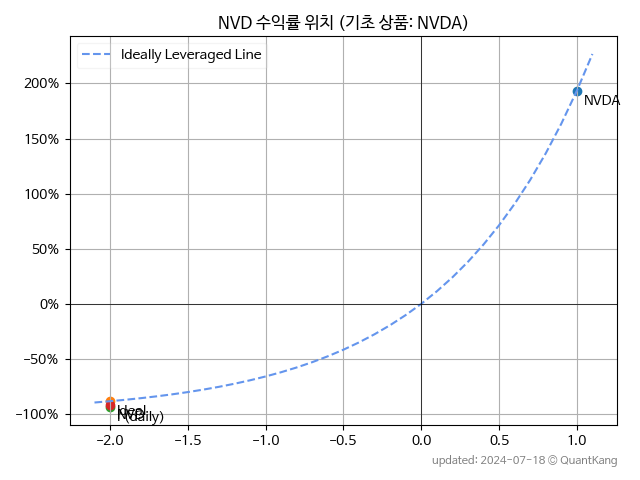 NVD 수익률 위치 (기초 상품: NVDA)
Ideally Leveraged Line
200%
150%
100%
50%
0%
−50%
−100%
NVDA
Ideal
NVD
(daily)
−2.0 −1.5 −1.0 −0.5 0.0 0.5 1.0
updated: 2024-07-18 © QuantKang